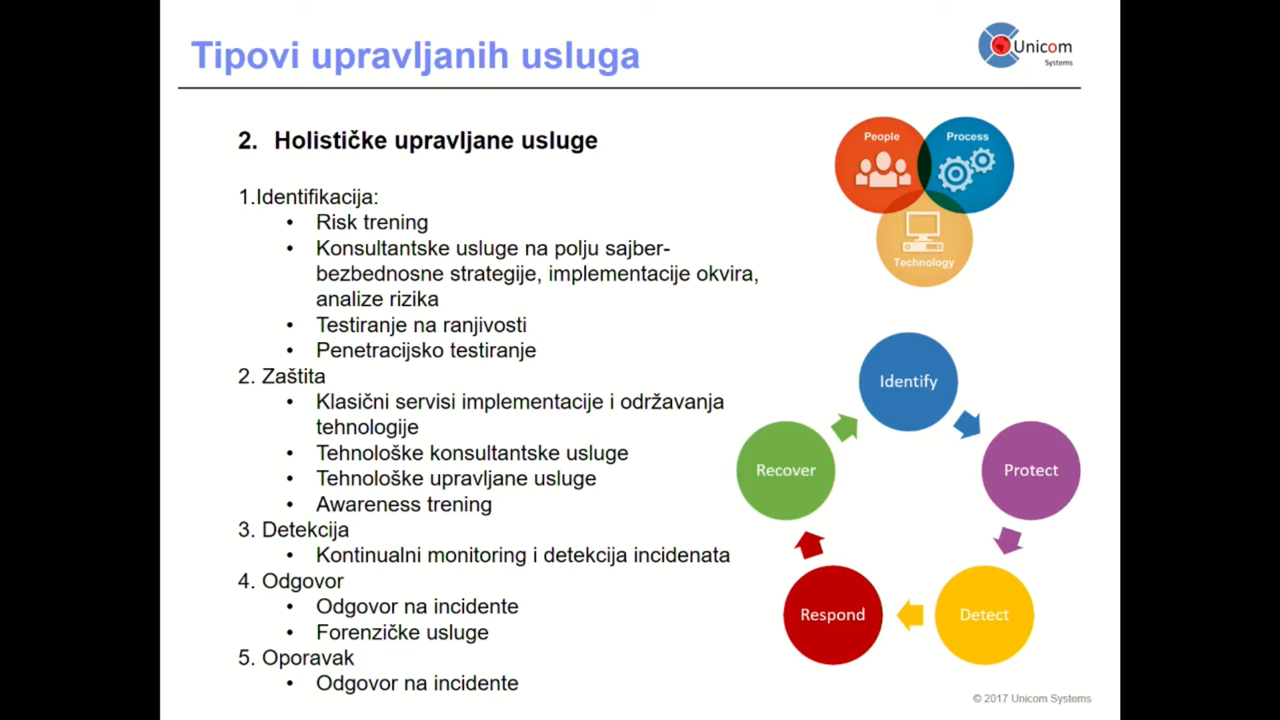 Tipovi upravljanih usluga
Unicom
Systems
2. Holističke upravljane usluge
1.Identifikacija:
• Risk trening
• Konsultantske usluge na polju sajber-
bezbednosne strategije, implementacije okvira,
analize rizika
• Testiranje na ranjivosti
• Penetracijsko testiranje
2. Zaštita
• Klasični servisi implementacije i održavanja
tehnologije
• Tehnološke konsultantske usluge
• Tehnološke upravljane usluge
• Awareness trening
3. Detekcija
• Kontinualni monitoring i detekcija incidenata
4. Odgovor
• Odgovor na incidente
• Forenzičke usluge
5. Oporavak
• Odgovor na incidente
People
Process
Technology
Identify
Protect
Detect
Respond
Recover
© 2017 Unicom Systems